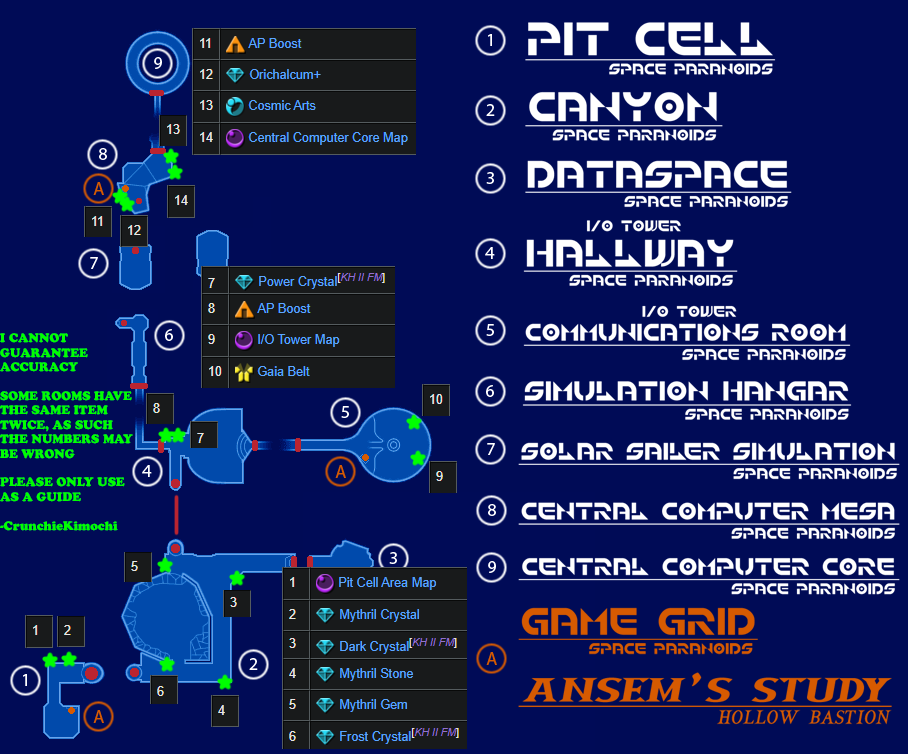 11 AP Boost
12 Orichalcum+
13 Cosmic Arts
14 Central Computer Core Map
9
13
8
A
14
11
12
7
7 Power Crystal[KH II FM]
8 AP Boost
9 I/O Tower Map
10 Gaia Belt
6
I CANNOT
GUARANTEE
ACCURACY
SOME ROOMS HAVE
THE SAME ITEM
TWICE, AS SUCH
THE NUMBERS MAY
BE WRONG
PLEASE ONLY USE
AS A GUIDE
-CrunchieKimochi
8
7
5
10
4
A
9
5
3
3
1 Pit Cell Area Map
2 Mythril Crystal
3 Dark Crystal[KH II FM]
4 Mythril Stone
5 Mythril Gem
6 Frost Crystal[KH II FM]
1
2
1
A
6
2
4
1 PIT CELL
SPACE PARANOIDS
2 CANYON
SPACE PARANOIDS
3 DATASPACE
SPACE PARANOIDS
I/O TOWER
4 HALLWAY
SPACE PARANOIDS
I/O TOWER
5 COMMUNICATIONS ROOM
SPACE PARANOIDS
6 SIMULATION HANGAR
SPACE PARANOIDS
7 SOLAR SAILER SIMULATION
SPACE PARANOIDS
8 CENTRAL COMPUTER MESA
SPACE PARANOIDS
9 CENTRAL COMPUTER CORE
SPACE PARANOIDS
GAME GRID
SPACE PARANOIDS
A
ANSEM'S STUDY
HOLLOW BASTION